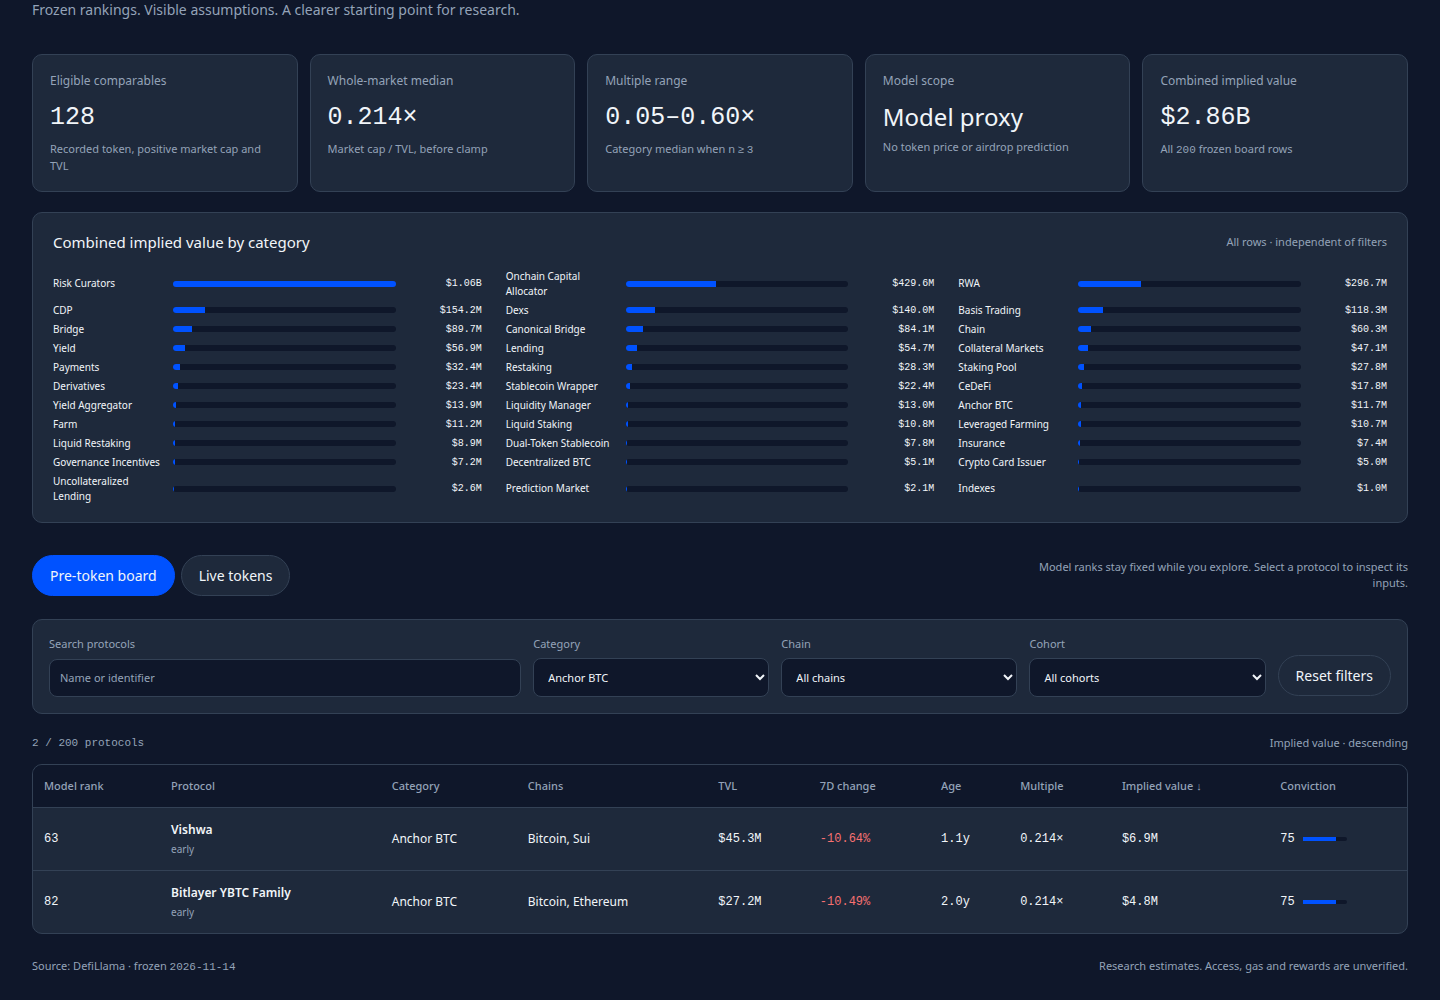 Frozen rankings. Visible assumptions. A clearer starting point for research.
Eligible comparables
128
Recorded token, positive market cap and
TVL
Whole-market median
0.214×
Market cap / TVL, before clamp
Multiple range
0.05–0.60×
Category median when n ≥ 3
Model scope
Model proxy
No token price or airdrop prediction
Combined implied value
$2.86B
All 200 frozen board rows
Combined implied value by category
All rows · independent of filters
Risk Curators $1.06B
Onchain Capital
Allocator $429.6M
RWA $296.7M
CDP $154.2M
Dexs $140.0M
Basis Trading $118.3M
Bridge $89.7M
Canonical Bridge $84.1M
Chain $60.3M
Yield $56.9M
Lending $54.7M
Collateral Markets $47.1M
Payments $32.4M
Restaking $28.3M
Staking Pool $27.8M
Derivatives $23.4M
Stablecoin Wrapper $22.4M
CeDeFi $17.8M
Yield Aggregator $13.9M
Liquidity Manager $13.0M
Anchor BTC $11.7M
Farm $11.2M
Liquid Staking $10.8M
Leveraged Farming $10.7M
Liquid Restaking $8.9M
Dual-Token Stablecoin $7.8M
Insurance $7.4M
Governance Incentives $7.2M
Decentralized BTC $5.1M
Crypto Card Issuer $5.0M
Uncollateralized
Lending $2.6M
Prediction Market $2.1M
Indexes $1.0M
Pre-token board
Live tokens
Model ranks stay fixed while you explore. Select a protocol to inspect its
inputs.
Search protocols
Name or identifier
Category
Anchor BTC
Chain
All chains
Cohort
All cohorts
Reset filters
2 / 200 protocols
Implied value · descending
Model rank Protocol Category Chains TVL 7D change Age Multiple Implied value ↓ Conviction
63 Vishwa Anchor BTC Bitcoin, Sui $45.3M -10.64% 1.1y 0.214× $6.9M 75
early
82 Bitlayer YBTC Family Anchor BTC Bitcoin, Ethereum $27.2M -10.49% 2.0y 0.214× $4.8M 75
early
Source: DefiLlama · frozen 2026-11-14
Research estimates. Access, gas and rewards are unverified.